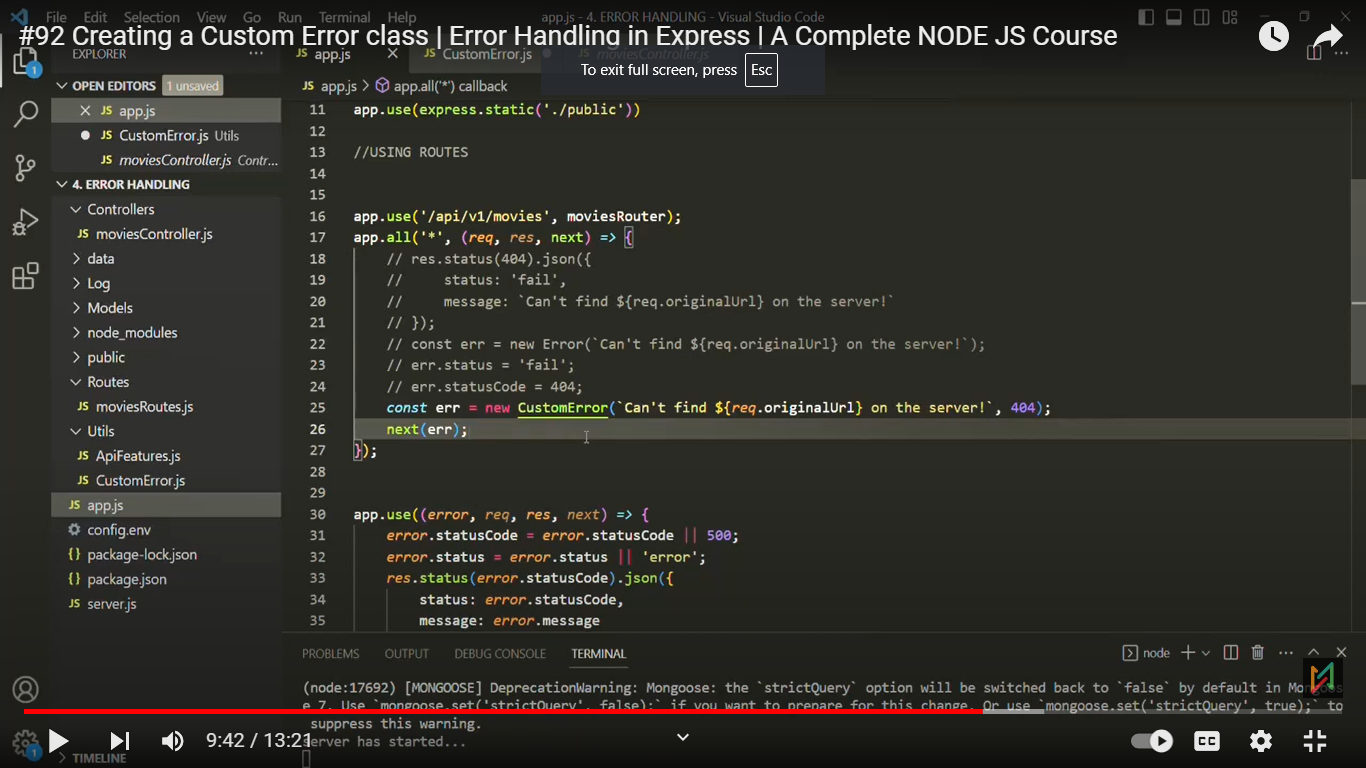 File Edit Selection View Go Run Terminal Help app.js - 4. ERROR HANDLING - Visual Studio Code
#92 Creating a Custom Error class | Error Handling in Express | A Complete NODE JS Course
To exit full screen, press Esc
EXPLORER
JS app.js
JS CustomError.js
moviesController.js
OPEN EDITORS 1 unsaved
JS app.js
JS CustomError.js Utils
JS moviesController.js Contr...
4. ERROR HANDLING
Controllers
JS moviesController.js
data
Log
Models
node_modules
public
Routes
JS moviesRoutes.js
Utils
JS ApiFeatures.js
JS CustomError.js
JS app.js
config.env
{} package-lock.json
{} package.json
JS server.js
TIMELINE
1
1
JS app.js > app.all('*') callback
11 app.use(express.static('./public'))
12
13 //USING ROUTES
14
15
16 app.use('/api/v1/movies', moviesRouter);
17 app.all('*', (req, res, next) => {
18 // res.status(404).json({
19 // status: 'fail',
20 // message: `Can't find ${req.originalUrl} on the server!`
21 // });
22 // const err = new Error(`Can't find ${req.originalUrl} on the server!`);
23 // err.status = 'fail';
24 // err.statusCode = 404;
25 const err = new CustomError(`Can't find ${req.originalUrl} on the server!`, 404);
26 next(err);
27 });
28
29
30 app.use((error, req, res, next) => {
31 error.statusCode = error.statusCode || 500;
32 error.status = error.status || 'error';
33 res.status(error.statusCode).json({
34 status: error.statusCode,
35 message: error.message
PROBLEMS OUTPUT DEBUG CONSOLE TERMINAL
node
(node:17692) [MONGOOSE] DeprecationWarning: Mongoose: the `strictQuery` option will be switched back to `false` by default in Mongoos
e 7. Use `mongoose.set('strictQuery', false);` if you want to prepare for this change. Or use `mongoose.set('strictQuery', true);` to
suppress this warning.
server has started...
9:42 / 13:21
CC